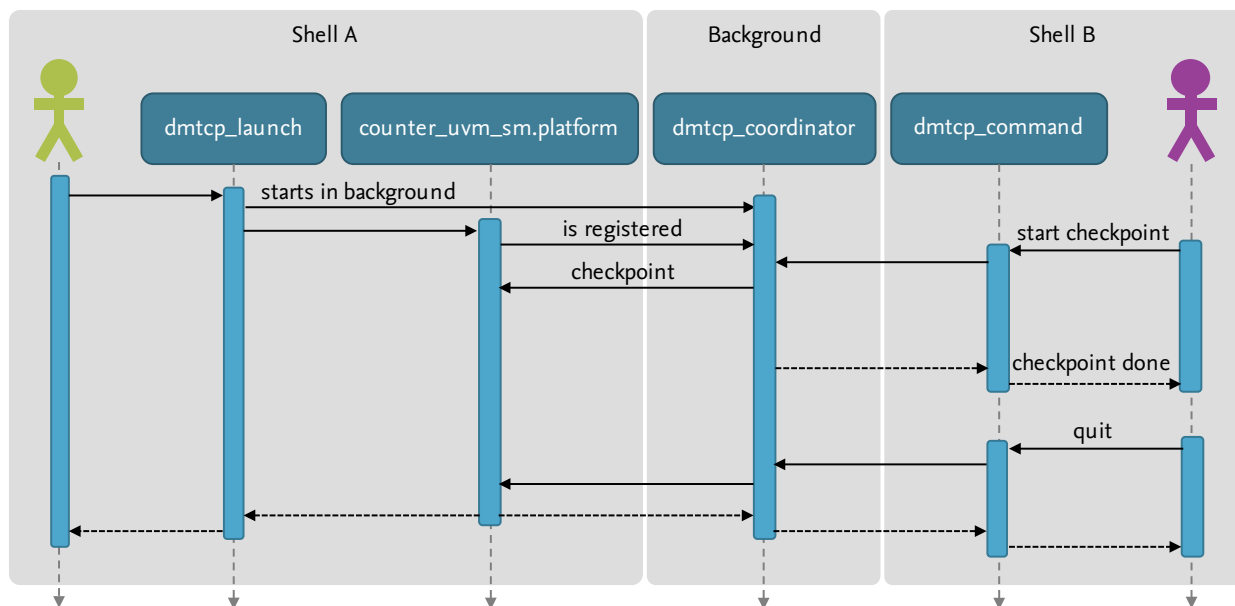 Shell A
Background
Shell B
dmtcp_launch
counter_uvm_sm.platform
dmtcp_coordinator
dmtcp_command
starts in background
is registered
start checkpoint
checkpoint
checkpoint done
quit